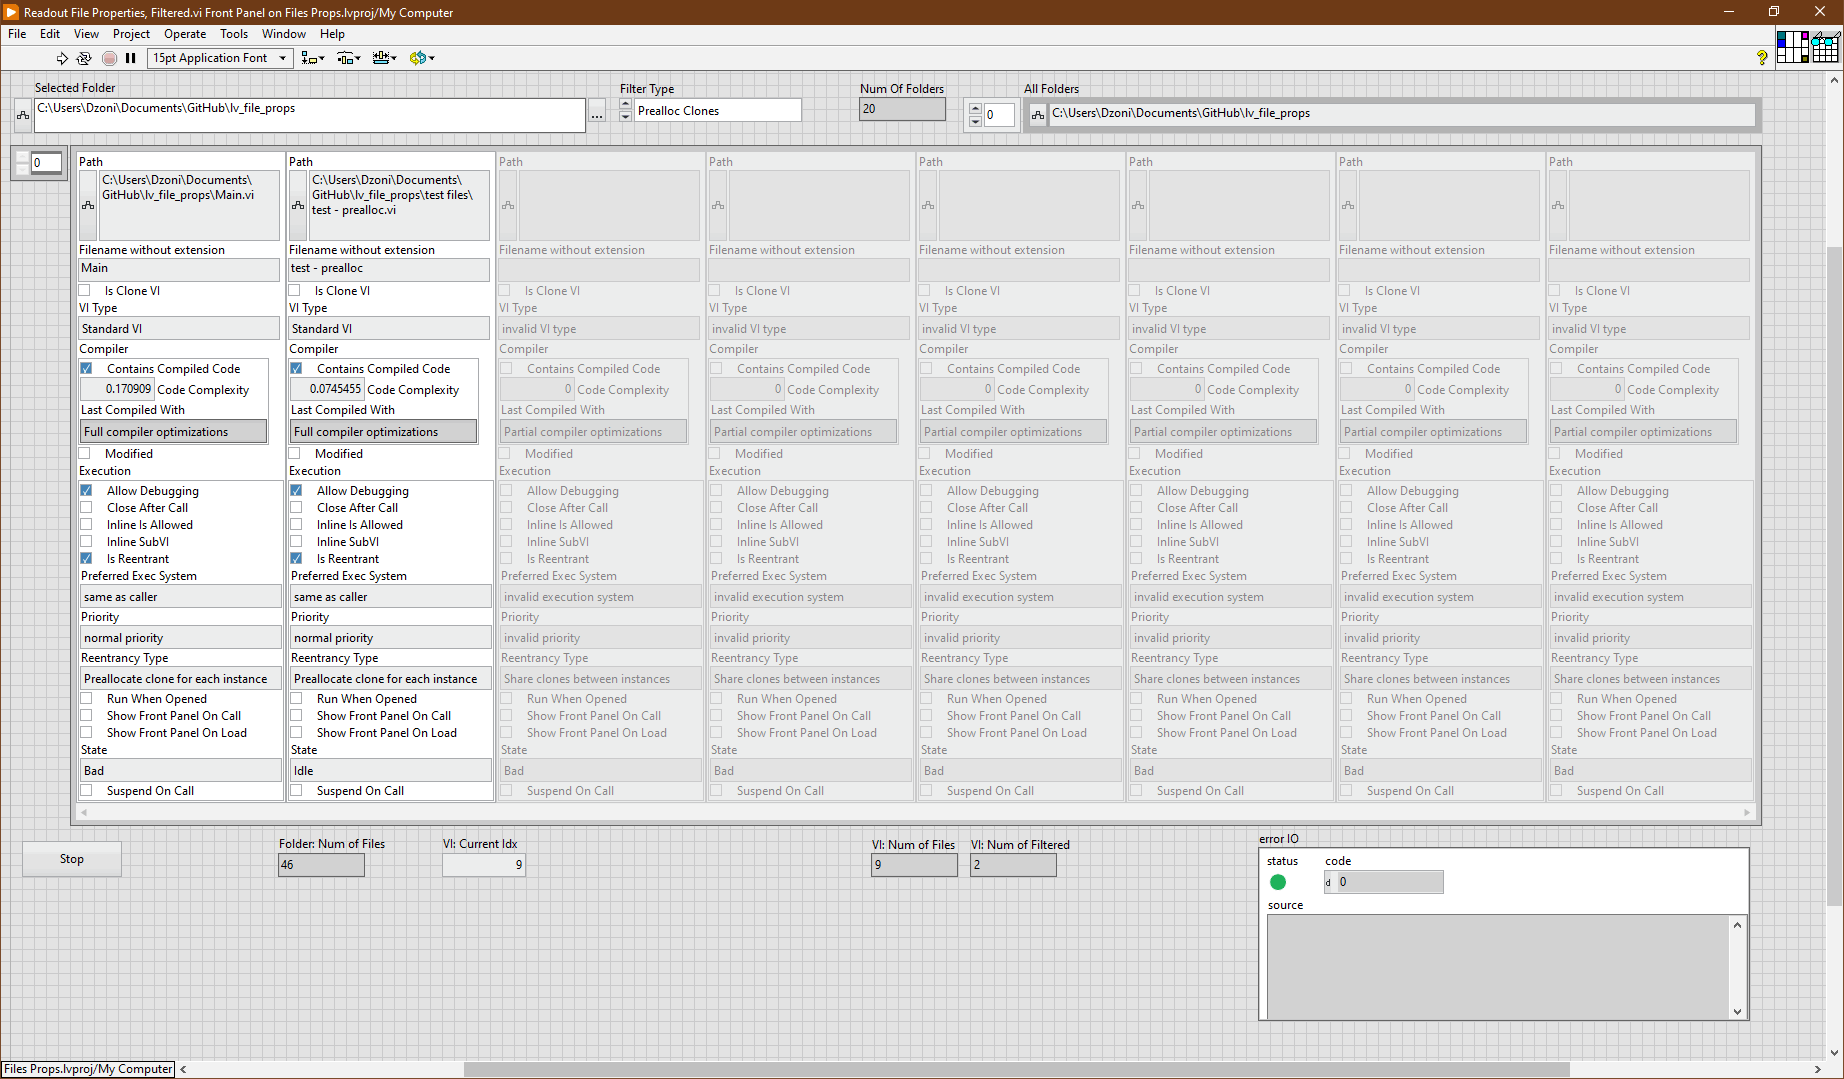 Readout File Properties, Filtered.vi Front Panel on Files Props.lvproj/My Computer
File Edit View Project Operate Tools Window Help
15pt Application Font
Selected Folder
C:\Users\Dzoni\Documents\GitHub\lv_file_props
...
Filter Type
Prealloc Clones
Num Of Folders
20
All Folders
0
C:\Users\Dzoni\Documents\GitHub\lv_file_props
0
Path
C:\Users\Dzoni\Documents\
GitHub\lv_file_props\Main.vi
Filename without extension
Main
Is Clone VI
VI Type
Standard VI
Compiler
Contains Compiled Code
0.170909 Code Complexity
Last Compiled With
Full compiler optimizations
Modified
Execution
Allow Debugging
Close After Call
Inline Is Allowed
Inline SubVI
Is Reentrant
Preferred Exec System
same as caller
Priority
normal priority
Reentrancy Type
Preallocate clone for each instance
Run When Opened
Show Front Panel On Call
Show Front Panel On Load
State
Bad
Suspend On Call
Path
C:\Users\Dzoni\Documents\
GitHub\lv_file_props\test files\
test - prealloc.vi
Filename without extension
test - prealloc
Is Clone VI
VI Type
Standard VI
Compiler
Contains Compiled Code
0.0745455 Code Complexity
Last Compiled With
Full compiler optimizations
Modified
Execution
Allow Debugging
Close After Call
Inline Is Allowed
Inline SubVI
Is Reentrant
Preferred Exec System
same as caller
Priority
normal priority
Reentrancy Type
Preallocate clone for each instance
Run When Opened
Show Front Panel On Call
Show Front Panel On Load
State
Idle
Suspend On Call
Path
Filename without extension
Is Clone VI
VI Type
invalid VI type
Compiler
Contains Compiled Code
0 Code Complexity
Last Compiled With
Partial compiler optimizations
Modified
Execution
Allow Debugging
Close After Call
Inline Is Allowed
Inline SubVI
Is Reentrant
Preferred Exec System
invalid execution system
Priority
invalid priority
Reentrancy Type
Share clones between instances
Run When Opened
Show Front Panel On Call
Show Front Panel On Load
State
Bad
Suspend On Call
Path
Filename without extension
Is Clone VI
VI Type
invalid VI type
Compiler
Contains Compiled Code
0 Code Complexity
Last Compiled With
Partial compiler optimizations
Modified
Execution
Allow Debugging
Close After Call
Inline Is Allowed
Inline SubVI
Is Reentrant
Preferred Exec System
invalid execution system
Priority
invalid priority
Reentrancy Type
Share clones between instances
Run When Opened
Show Front Panel On Call
Show Front Panel On Load
State
Bad
Suspend On Call
Path
Filename without extension
Is Clone VI
VI Type
invalid VI type
Compiler
Contains Compiled Code
0 Code Complexity
Last Compiled With
Partial compiler optimizations
Modified
Execution
Allow Debugging
Close After Call
Inline Is Allowed
Inline SubVI
Is Reentrant
Preferred Exec System
invalid execution system
Priority
invalid priority
Reentrancy Type
Share clones between instances
Run When Opened
Show Front Panel On Call
Show Front Panel On Load
State
Bad
Suspend On Call
Path
Filename without extension
Is Clone VI
VI Type
invalid VI type
Compiler
Contains Compiled Code
0 Code Complexity
Last Compiled With
Partial compiler optimizations
Modified
Execution
Allow Debugging
Close After Call
Inline Is Allowed
Inline SubVI
Is Reentrant
Preferred Exec System
invalid execution system
Priority
invalid priority
Reentrancy Type
Share clones between instances
Run When Opened
Show Front Panel On Call
Show Front Panel On Load
State
Bad
Suspend On Call
Path
Filename without extension
Is Clone VI
VI Type
invalid VI type
Compiler
Contains Compiled Code
0 Code Complexity
Last Compiled With
Partial compiler optimizations
Modified
Execution
Allow Debugging
Close After Call
Inline Is Allowed
Inline SubVI
Is Reentrant
Preferred Exec System
invalid execution system
Priority
invalid priority
Reentrancy Type
Share clones between instances
Run When Opened
Show Front Panel On Call
Show Front Panel On Load
State
Bad
Suspend On Call
Path
Filename without extension
Is Clone VI
VI Type
invalid VI type
Compiler
Contains Compiled Code
0 Code Complexity
Last Compiled With
Partial compiler optimizations
Modified
Execution
Allow Debugging
Close After Call
Inline Is Allowed
Inline SubVI
Is Reentrant
Preferred Exec System
invalid execution system
Priority
invalid priority
Reentrancy Type
Share clones between instances
Run When Opened
Show Front Panel On Call
Show Front Panel On Load
State
Bad
Suspend On Call
Stop
Folder: Num of Files
46
VI: Current Idx
9
VI: Num of Files
9
VI: Num of Filtered
2
error IO
status code
d 0
source
Files Props.lvproj/My Computer